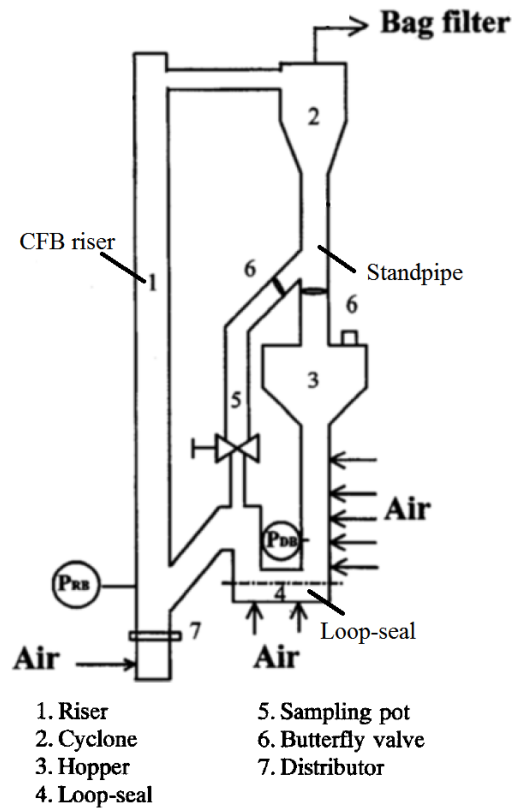 Bag filter
2
CFB riser
1
6
Standpipe
6
3
5
Air
PDB
PRB
4
7
Loop-seal
Air
Air
1. Riser
2. Cyclone
3. Hopper
4. Loop-seal
5. Sampling pot
6. Butterfly valve
7. Distributor